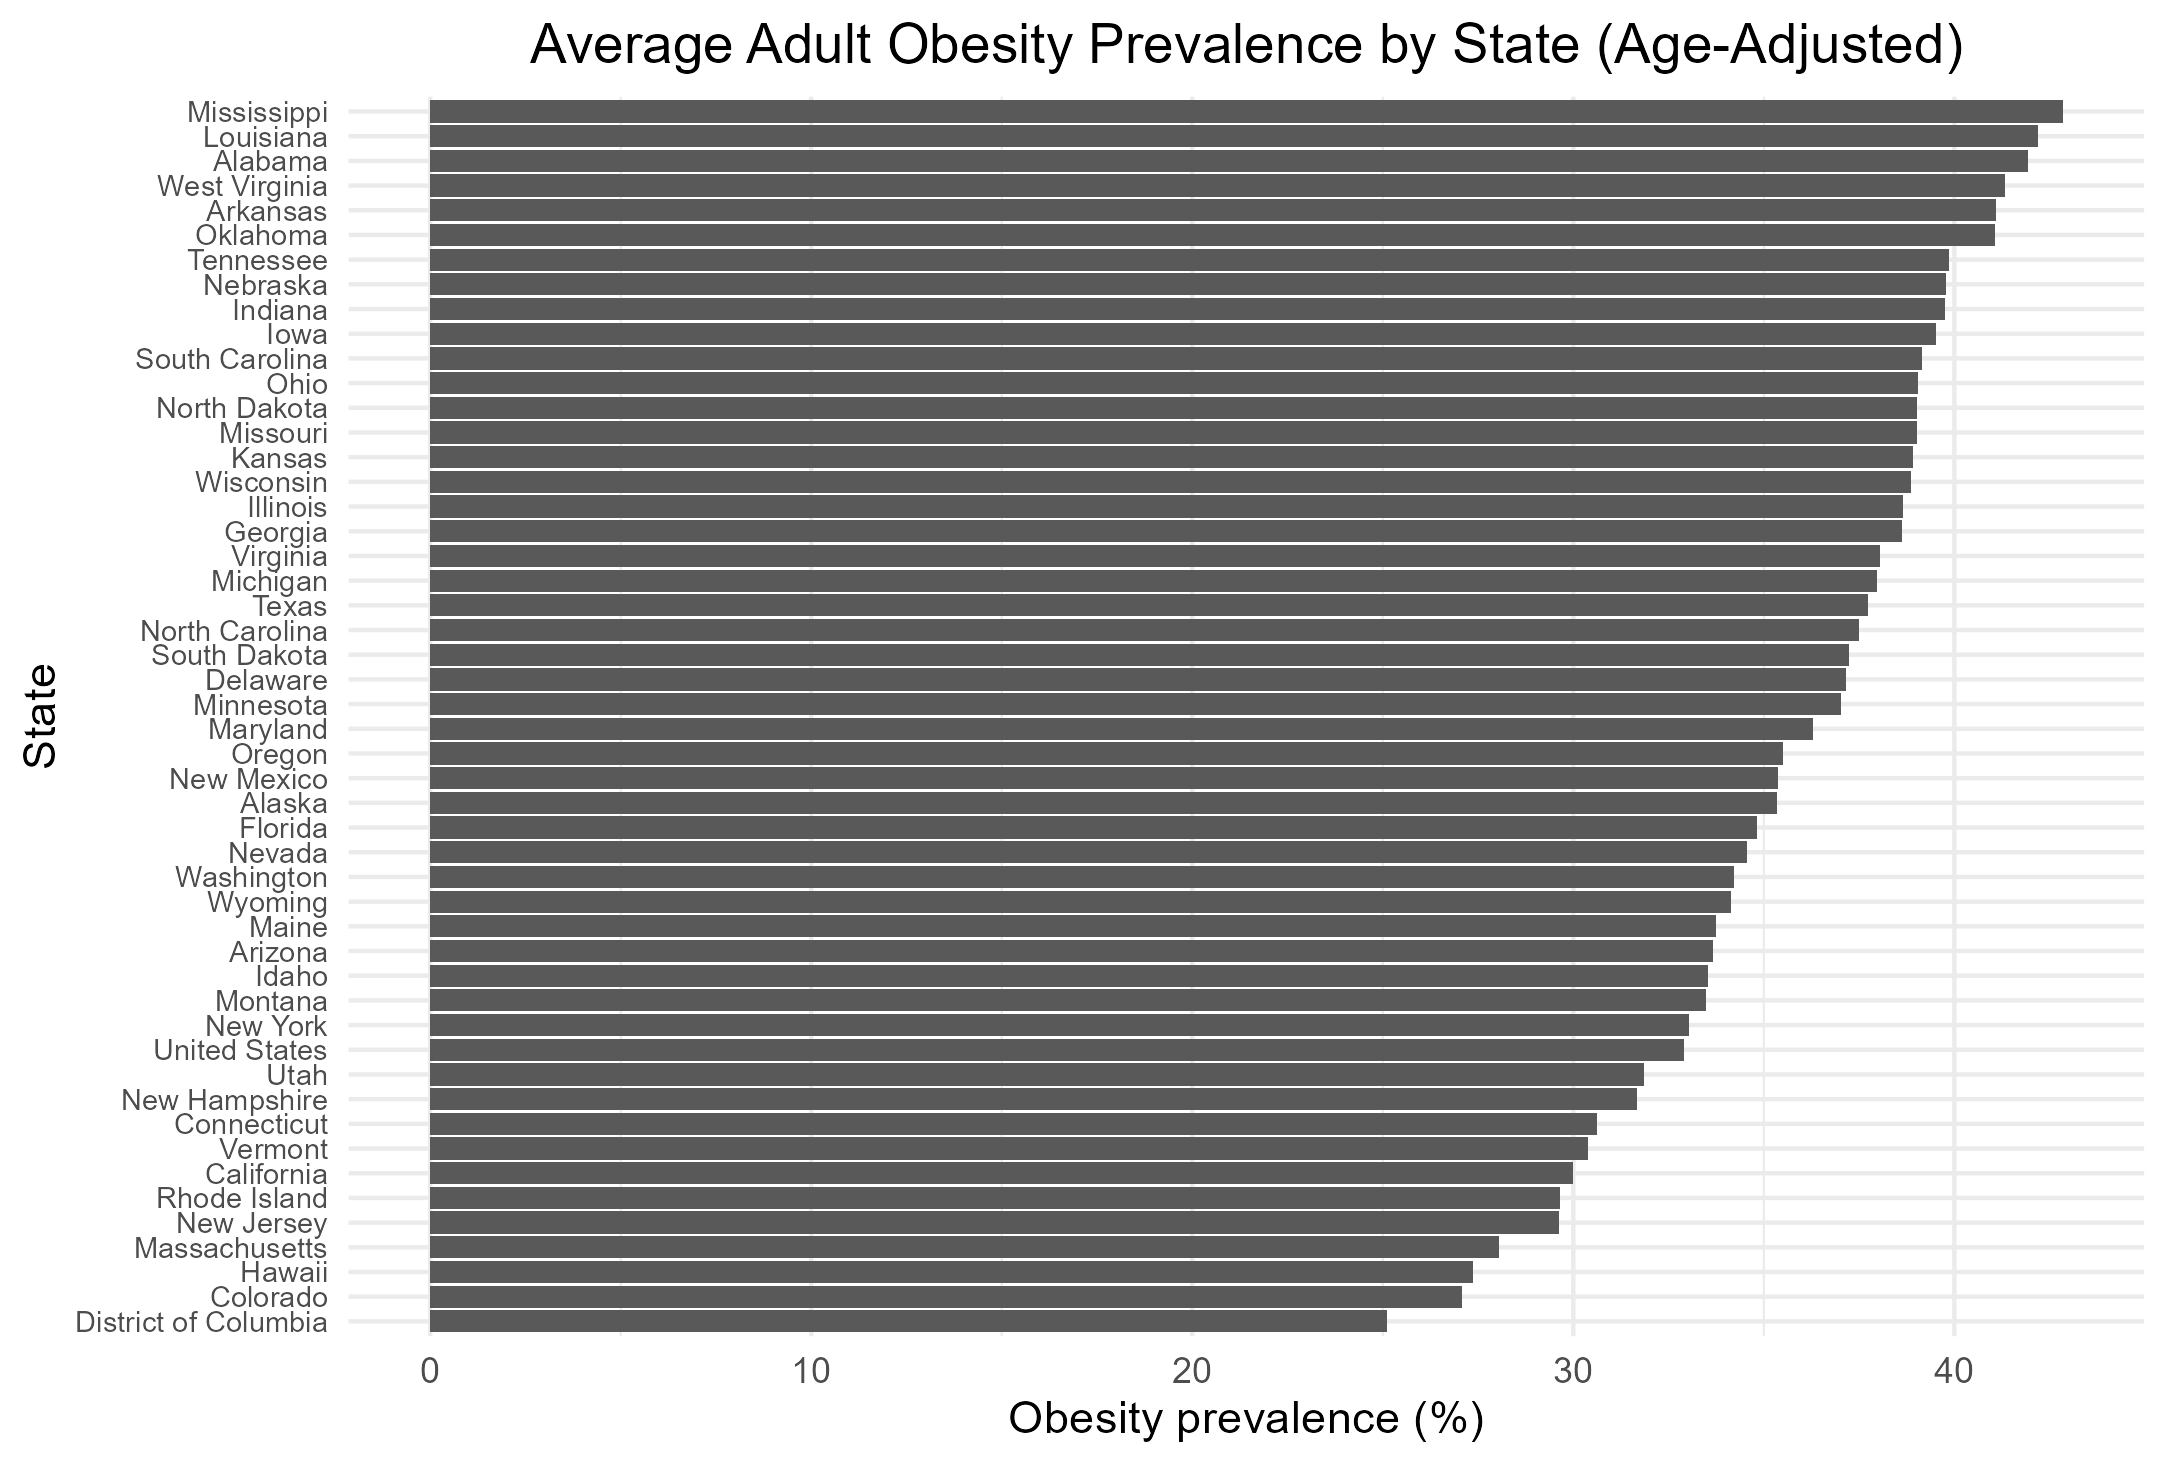 Average Adult Obesity Prevalence by State (Age-Adjusted)
State
Mississippi
Louisiana
Alabama
West Virginia
Arkansas
Oklahoma
Tennessee
Nebraska
Indiana
Iowa
South Carolina
Ohio
North Dakota
Missouri
Kansas
Wisconsin
Illinois
Georgia
Virginia
Michigan
Texas
North Carolina
South Dakota
Delaware
Minnesota
Maryland
Oregon
New Mexico
Alaska
Florida
Nevada
Washington
Wyoming
Maine
Arizona
Idaho
Montana
New York
United States
Utah
New Hampshire
Connecticut
Vermont
California
Rhode Island
New Jersey
Massachusetts
Hawaii
Colorado
District of Columbia
0 10 20 30 40
Obesity prevalence (%)